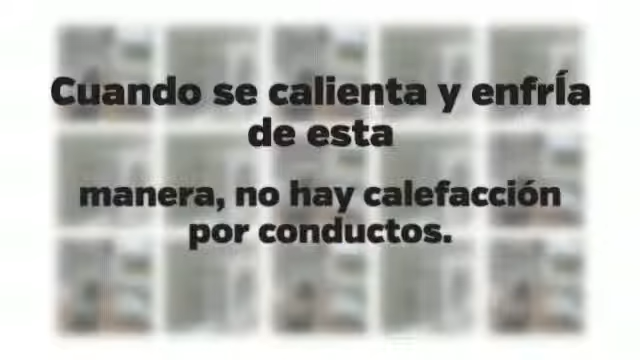 Cuando se calienta y enfrÍa
de esta
manera, no hay calefacción
por conductos.